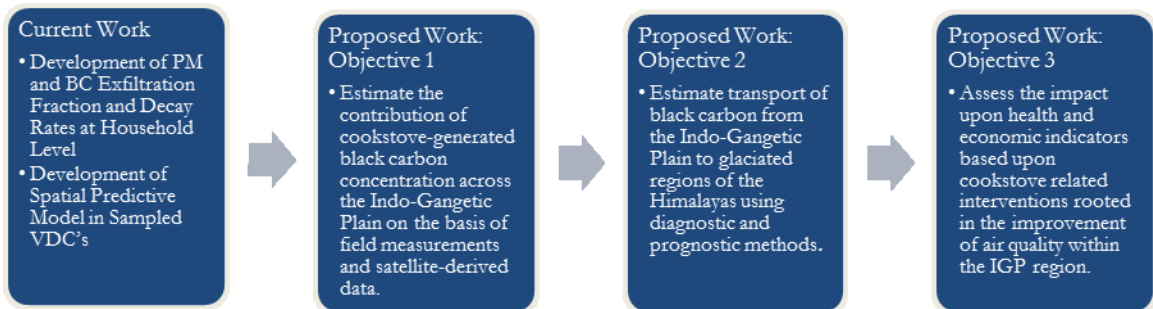 Current Work
• Development of PM
and BC Exfiltration
Fraction and Decay
Rates at Household
Level
• Development of
Spatial Predictive
Model in Sampled
VDC's
Proposed Work:
Objective 1
• Estimate the
contribution of
cookstove-generated
black carbon
concentration across
the Indo-Gangetic
Plain on the basis of
field measurements
and satellite-derived
data.
Proposed Work:
Objective 2
• Estimate transport of
black carbon from
the Indo-Gangetic
Plain to glaciated
regions of the
Himalayas using
diagnostic and
prognostic methods.
Proposed Work:
Objective 3
• Assess the impact
upon health and
economic indicators
based upon
cookstove related
interventions rooted
in the improvement
of air quality within
the IGP region.